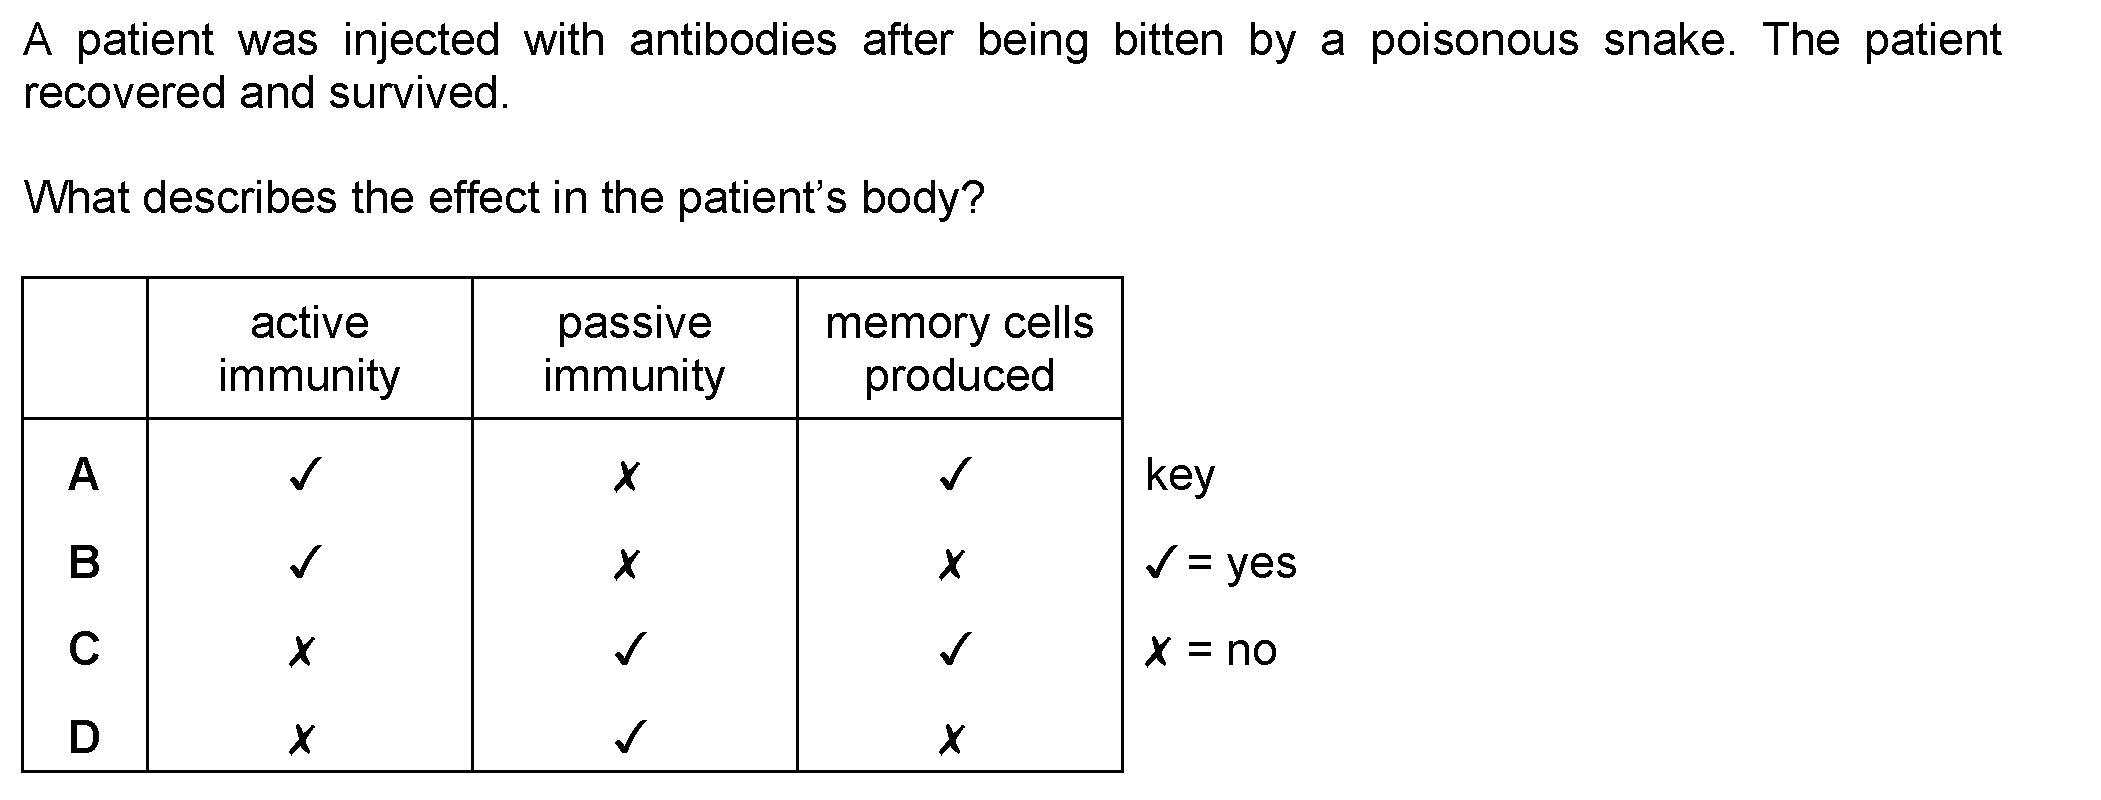 A patient was injected with antibodies after being bitten by a poisonous snake. The patient
recovered and survived.
What describes the effect in the patient’s body?
active immunity passive immunity memory cells produced
A ✓ ✗ ✓ key
B ✓ ✗ ✗ ✓ = yes
C ✗ ✓ ✓ ✗ = no
D ✗ ✓ ✗